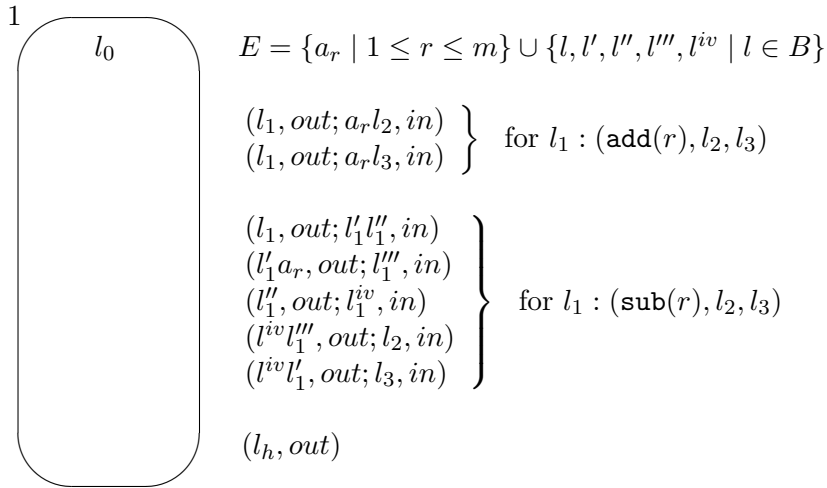 1
l_0
E = {a_r | 1 ≤ r ≤ m} ∪ {l, l′, l″, l‴, l^{iv} | l ∈ B}
(l_1, out; a_r l_2, in)
(l_1, out; a_r l_3, in)
for l_1 : (add(r), l_2, l_3)
(l_1, out; l′_1 l″_1, in)
(l′_1 a_r, out; l‴_1, in)
(l″_1, out; l^{iv}_1, in)
(l^{iv} l‴_1, out; l_2, in)
(l^{iv} l′_1, out; l_3, in)
for l_1 : (sub(r), l_2, l_3)
(l_h, out)